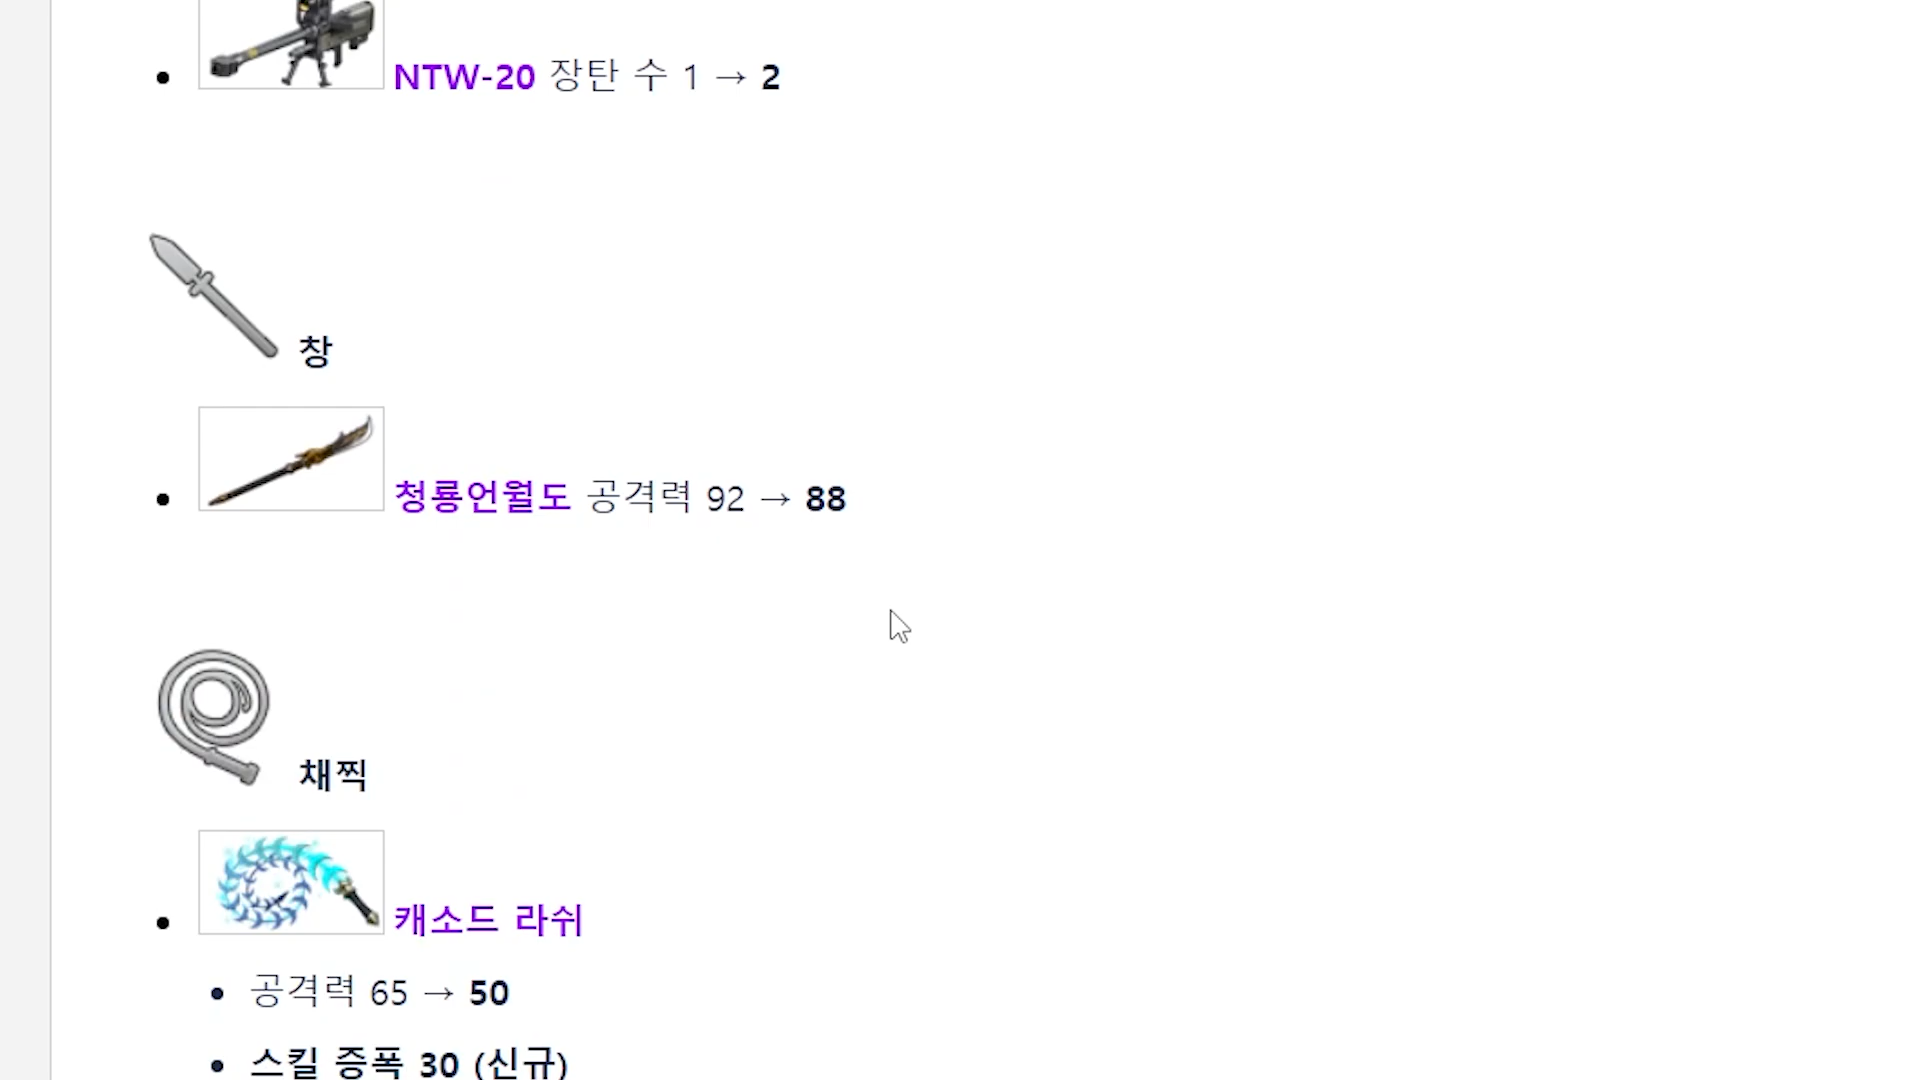 NTW-20 장탄 수 1 → 2
창
청룡언월도 공격력 92 → 88
채찍
캐소드 라쉬
공격력 65 → 50
스킬 증폭 30 (신규)